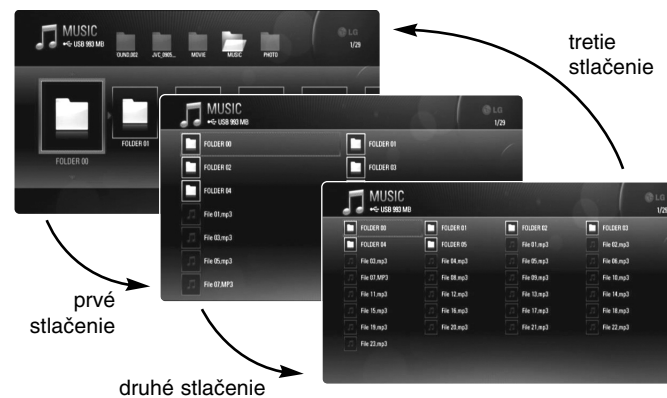 MUSIC
USB 993 MB
MOVIE
MUSIC
PHOTO
LG
1/29
FOLDER 00
FOLDER 01
tretie
stlačenie
MUSIC
USB 993 MB
LG
1/29
FOLDER 00 FOLDER 01
FOLDER 02 FOLDER 03
FOLDER 04
File 01.mp3
File 03.mp3
File 05.mp3
File 07.MP3
MUSIC
USB 993 MB
LG
1/29
FOLDER 00 FOLDER 01 FOLDER 02 FOLDER 03
FOLDER 04 FOLDER 05 File 01.mp3 File 02.mp3
File 03.mp3 File 04.mp3 File 05.mp3 File 06.mp3
File 07.MP3 File 08.mp3 File 09.mp3 File 10.mp3
File 11.mp3 File 12.mp3 File 13.mp3 File 14.mp3
File 15.mp3 File 16.mp3 File 17.mp3 File 18.mp3
File 19.mp3 File 20.mp3 File 21.mp3 File 22.mp3
File 23.mp3
prvé
stlačenie
druhé stlačenie